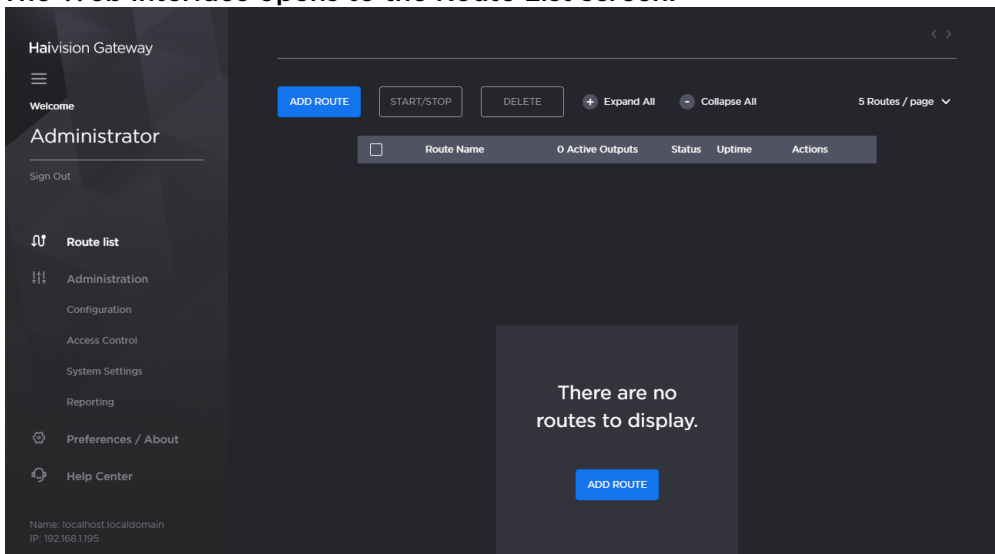 The Web Interface opens to the Route List screen.
Haivision Gateway
Welcome
Administrator
Sign Out
Route list
Administration
Configuration
Access Control
System Settings
Reporting
Preferences / About
Help Center
Name: localhost.localdomain
IP: 192.168.1.195
ADD ROUTE START/STOP DELETE + Expand All - Collapse All 5 Routes / page
Route Name 0 Active Outputs Status Uptime Actions
There are no
routes to display.
ADD ROUTE